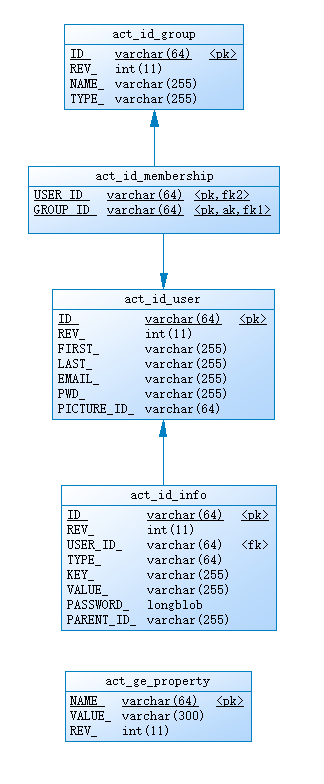 act_id_group
ID_ varchar(64) <pk>
REV_ int(11)
NAME_ varchar(255)
TYPE_ varchar(255)
act_id_membership
USER_ID_ varchar(64) <pk,fk2>
GROUP_ID_ varchar(64) <pk,ak,fk1>
act_id_user
ID_ varchar(64) <pk>
REV_ int(11)
FIRST_ varchar(255)
LAST_ varchar(255)
EMAIL_ varchar(255)
PWD_ varchar(255)
PICTURE_ID_ varchar(64)
act_id_info
ID_ varchar(64) <pk>
REV_ int(11)
USER_ID_ varchar(64) <fk>
TYPE_ varchar(64)
KEY_ varchar(255)
VALUE_ varchar(255)
PASSWORD_ longblob
PARENT_ID_ varchar(255)
act_ge_property
NAME_ varchar(64) <pk>
VALUE_ varchar(300)
REV_ int(11)